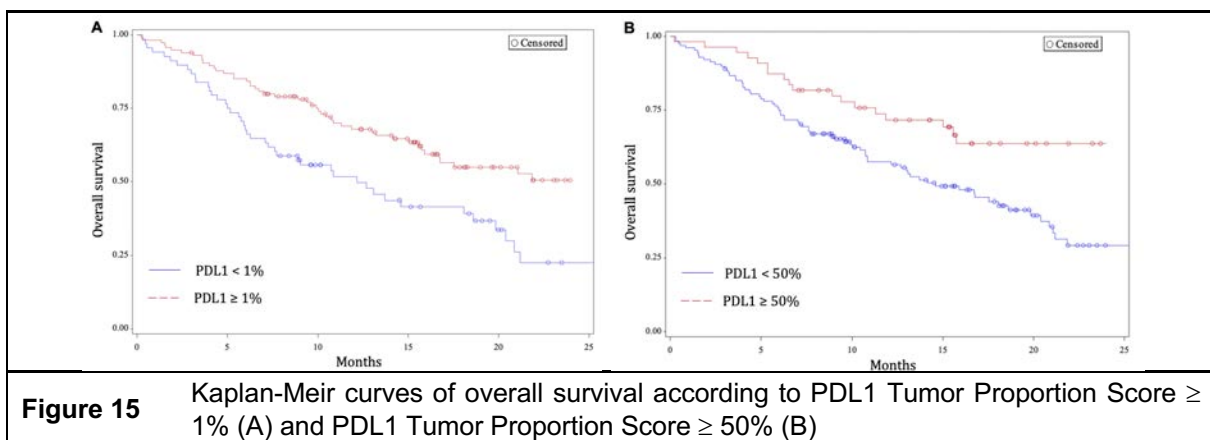 A
B
1.00
0.75
0.50
0.25
0.00
Overall survival
Censored
PDL1 < 1%
PDL1 ≥ 1%
0
5
10
15
20
25
Months
1.00
0.75
0.50
0.25
0.00
Overall survival
Censored
PDL1 < 50%
PDL1 ≥ 50%
0
5
10
15
20
25
Months
Figure 15
Kaplan-Meir curves of overall survival according to PDL1 Tumor Proportion Score ≥
1% (A) and PDL1 Tumor Proportion Score ≥ 50% (B)